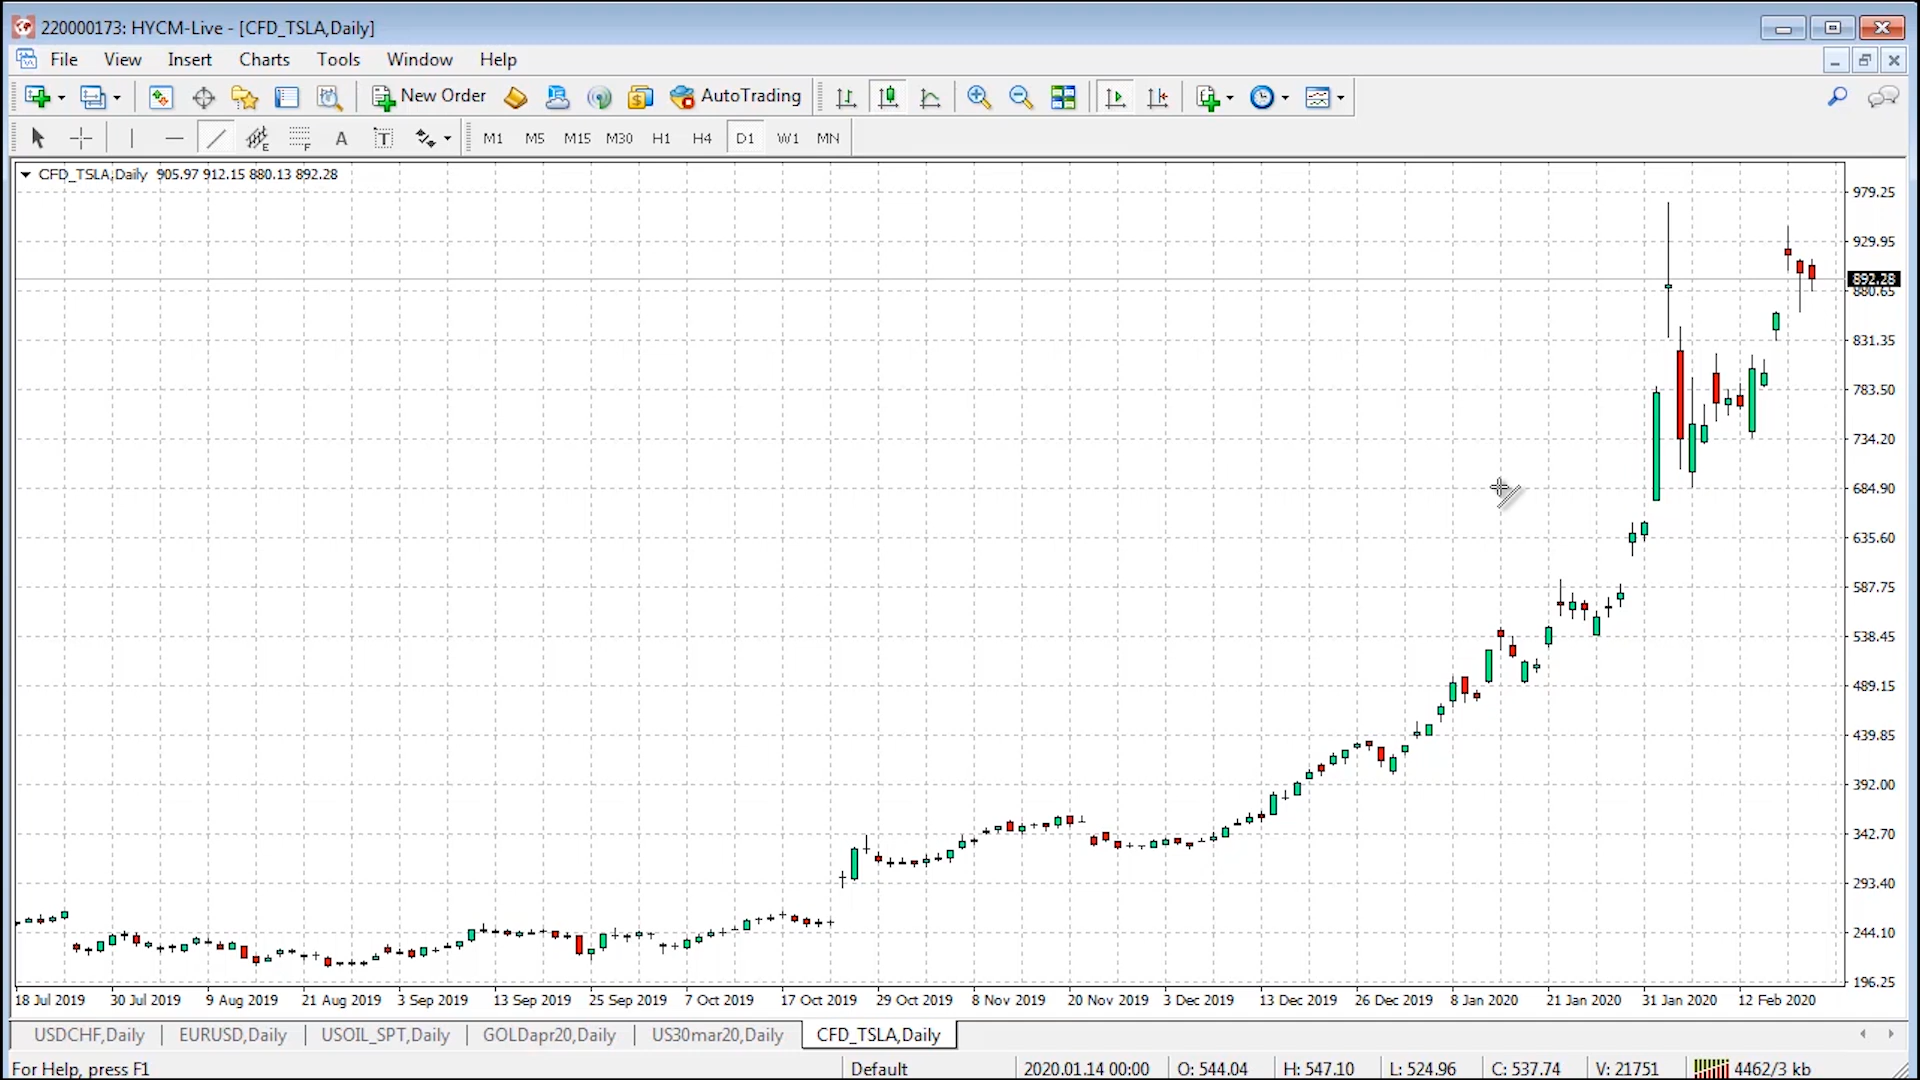 220000173: HYCM-Live - [CFD_TSLA,Daily]
File View Insert Charts Tools Window Help
New Order AutoTrading
E F A T M1 M5 M15 M30 H1 H4 D1 W1 MN
CFD_TSLA,Daily 905.97 912.15 880.13 892.28
979.25
929.95
892.28
880.65
831.35
783.50
734.20
684.90
635.60
587.75
538.45
489.15
439.85
392.00
342.70
293.40
244.10
196.25
18 Jul 2019 30 Jul 2019 9 Aug 2019 21 Aug 2019 3 Sep 2019 13 Sep 2019 25 Sep 2019 7 Oct 2019 17 Oct 2019 29 Oct 2019 8 Nov 2019 20 Nov 2019 3 Dec 2019 13 Dec 2019 26 Dec 2019 8 Jan 2020 21 Jan 2020 31 Jan 2020 12 Feb 2020
USDCHF,Daily EURUSD,Daily USOIL_SPT,Daily GOLDapr20,Daily US30mar20,Daily CFD_TSLA,Daily
For Help, press F1 Default 2020.01.14 00:00 O: 544.04 H: 547.10 L: 524.96 C: 537.74 V: 21751 4462/3 kb